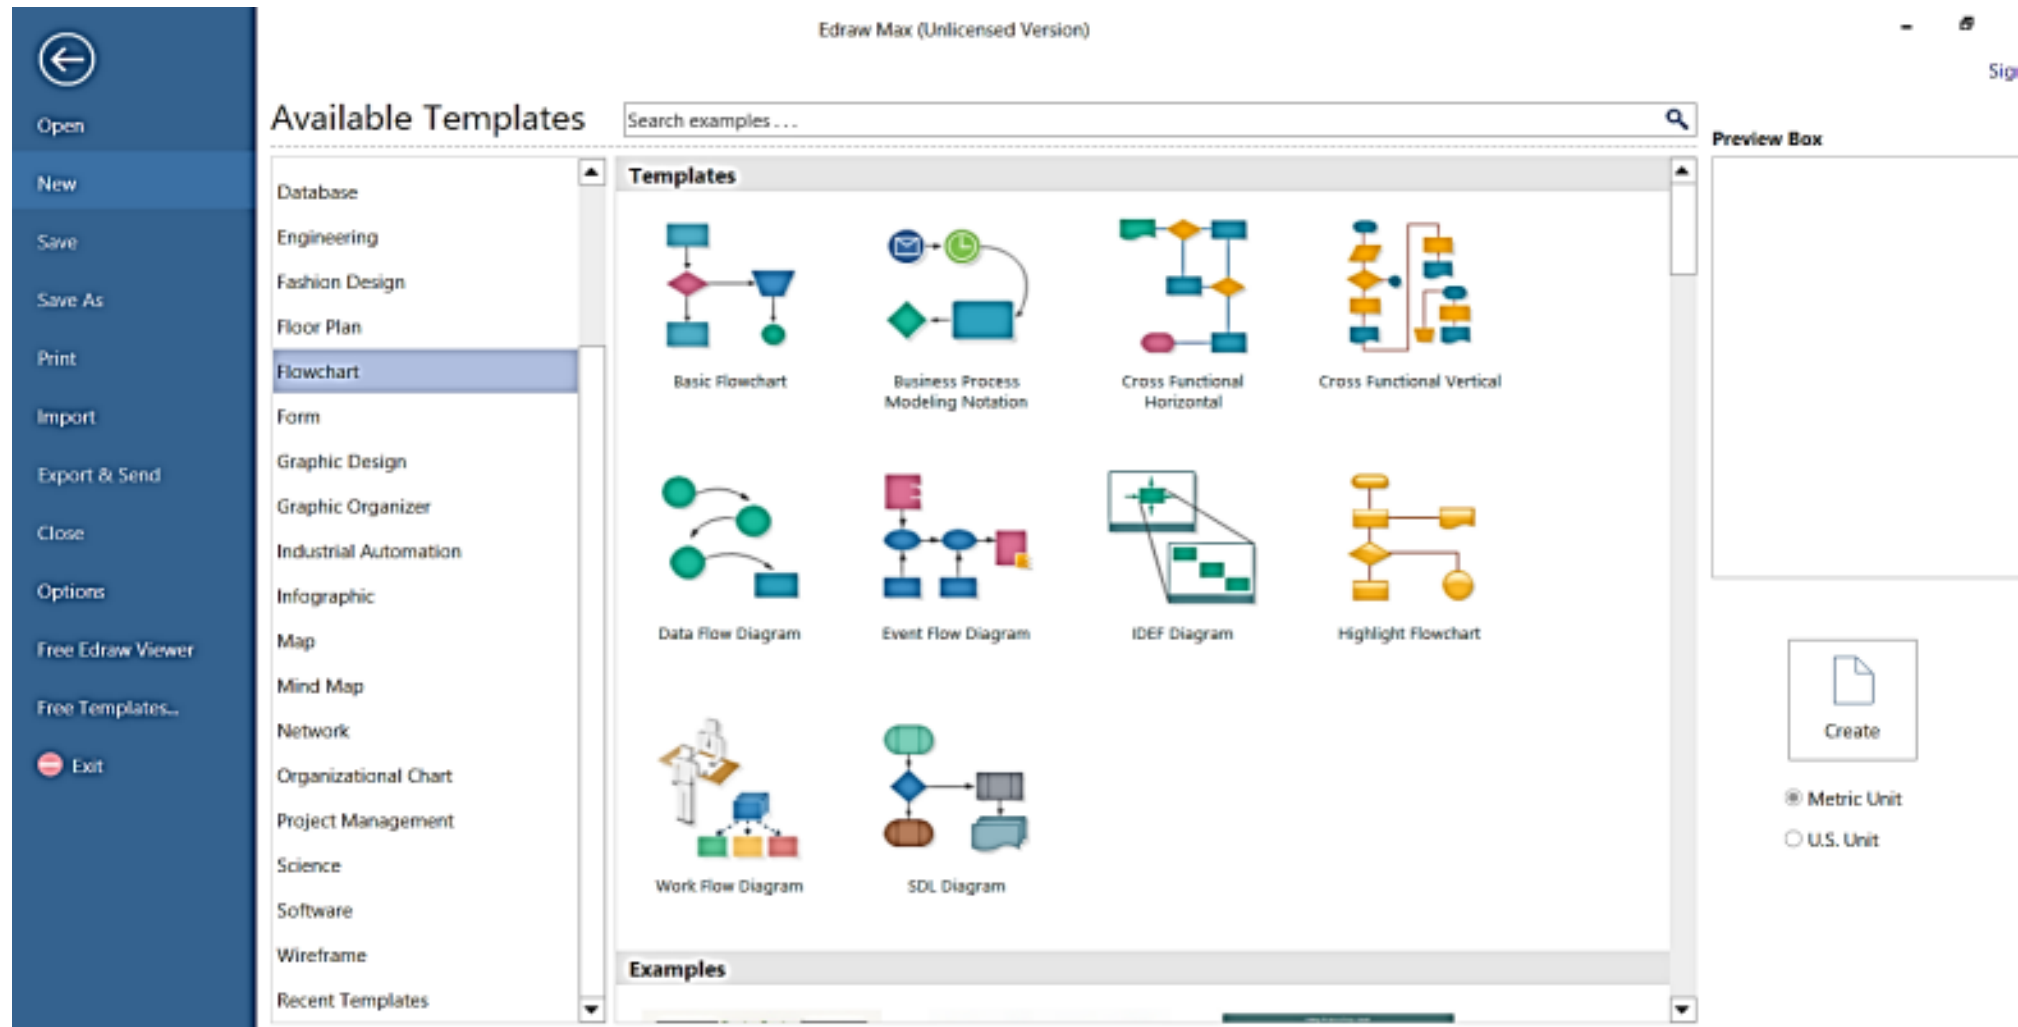 Edraw Max (Unlicensed Version)
Sign
Open
New
Save
Save As
Print
Import
Export & Send
Close
Options
Free Edraw Viewer
Free Templates...
Exit
Available Templates
Search examples . . .
Database
Engineering
Fashion Design
Floor Plan
Flowchart
Form
Graphic Design
Graphic Organizer
Industrial Automation
Infographic
Map
Mind Map
Network
Organizational Chart
Project Management
Science
Software
Wireframe
Recent Templates
Templates
Basic Flowchart
Business Process
Modeling Notation
Cross Functional
Horizontal
Cross Functional Vertical
Data Flow Diagram
Event Flow Diagram
IDEF Diagram
Highlight Flowchart
Work Flow Diagram
SDL Diagram
Examples
Preview Box
Create
Metric Unit
U.S. Unit